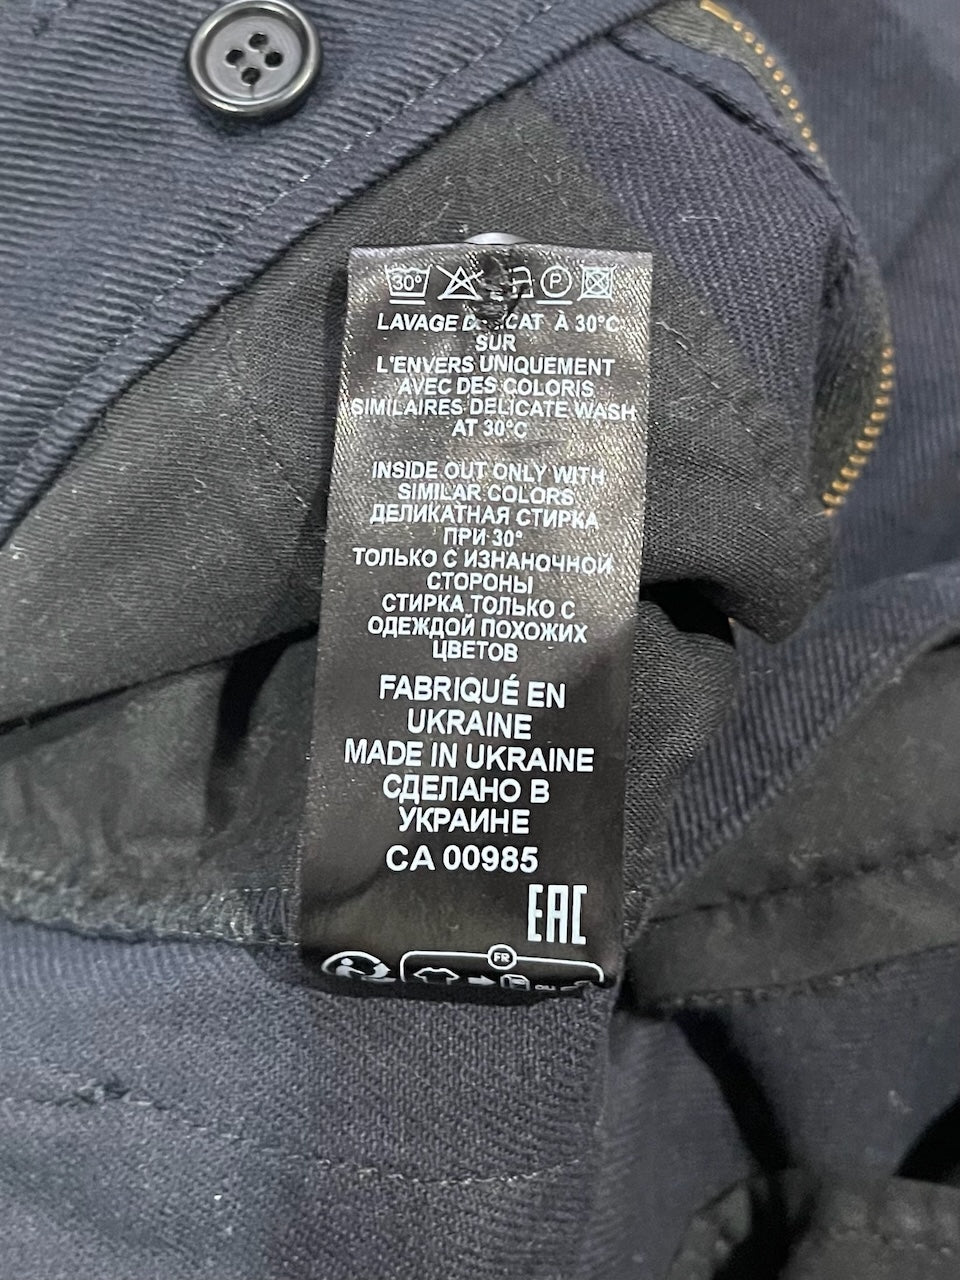 30°
P
LAVAGE À 30°C
SUR
L'ENVERS UNIQUEMENT
AVEC DES COLORIS
SIMILAIRES DELICATE WASH
AT 30°C
INSIDE OUT ONLY WITH
SIMILAR COLORS
ДЕЛИКАТНАЯ СТИРКА
ПРИ 30°
ТОЛЬКО С ИЗНАНОЧНОЙ
СТОРОНЫ
СТИРКА ТОЛЬКО С
ОДЕЖДОЙ ПОХОЖИХ
ЦВЕТОВ
FABRIQUÉ EN
UKRAINE
MADE IN UKRAINE
СДЕЛАНО В
УКРАИНЕ
CA 00985
EAC
FR
OU